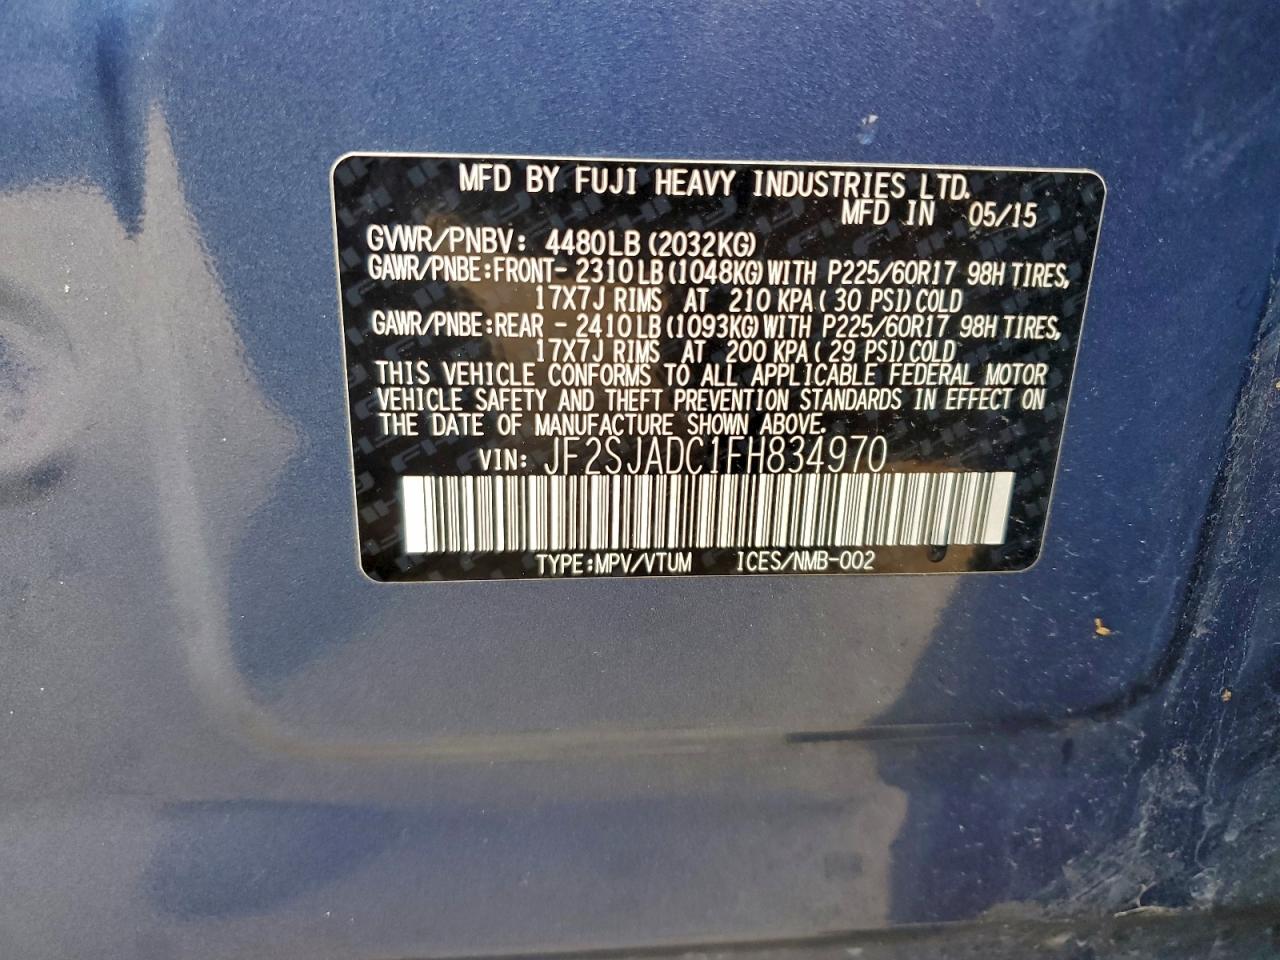 MFD BY FUJI HEAVY INDUSTRIES LTD.
MFD IN 05/15
GVWR/PNBV: 4480LB (2032KG)
GAWR/PNBE:FRONT- 2310LB (1048KG) WITH P225/60R17 98H TIRES,
17X7J RIMS AT 210 KPA ( 30 PSI) COLD
GAWR/PNBE:REAR - 2410LB (1093KG) WITH P225/60R17 98H TIRES,
17X7J RIMS AT 200 KPA ( 29 PSI) COLD
THIS VEHICLE CONFORMS TO ALL APPLICABLE FEDERAL MOTOR
VEHICLE SAFETY AND THEFT PREVENTION STANDARDS IN EFFECT ON
THE DATE OF MANUFACTURE SHOWN ABOVE.
VIN: JF2SJADC1FH834970
TYPE:MPV/VTUM ICES/NMB-002